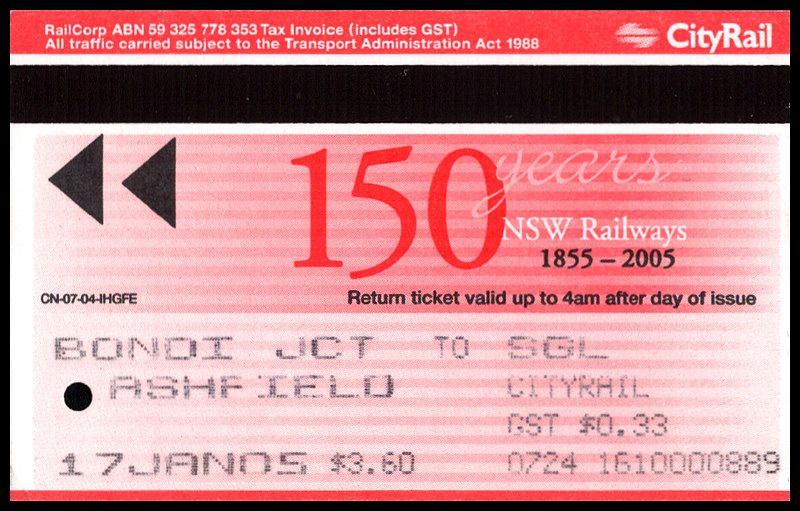 RailCorp ABN 59 325 778 353 Tax Invoice (includes GST)
All traffic carried subject to the Transport Administration Act 1988
CityRail
150 years
NSW Railways
1855 – 2005
CN-07-04-IHGFE
Return ticket valid up to 4am after day of issue
BONDI JCT TO SGL
ASHFIELD CITYRAIL
GST $0.33
17JAN05 $3.60 0724 1610000889